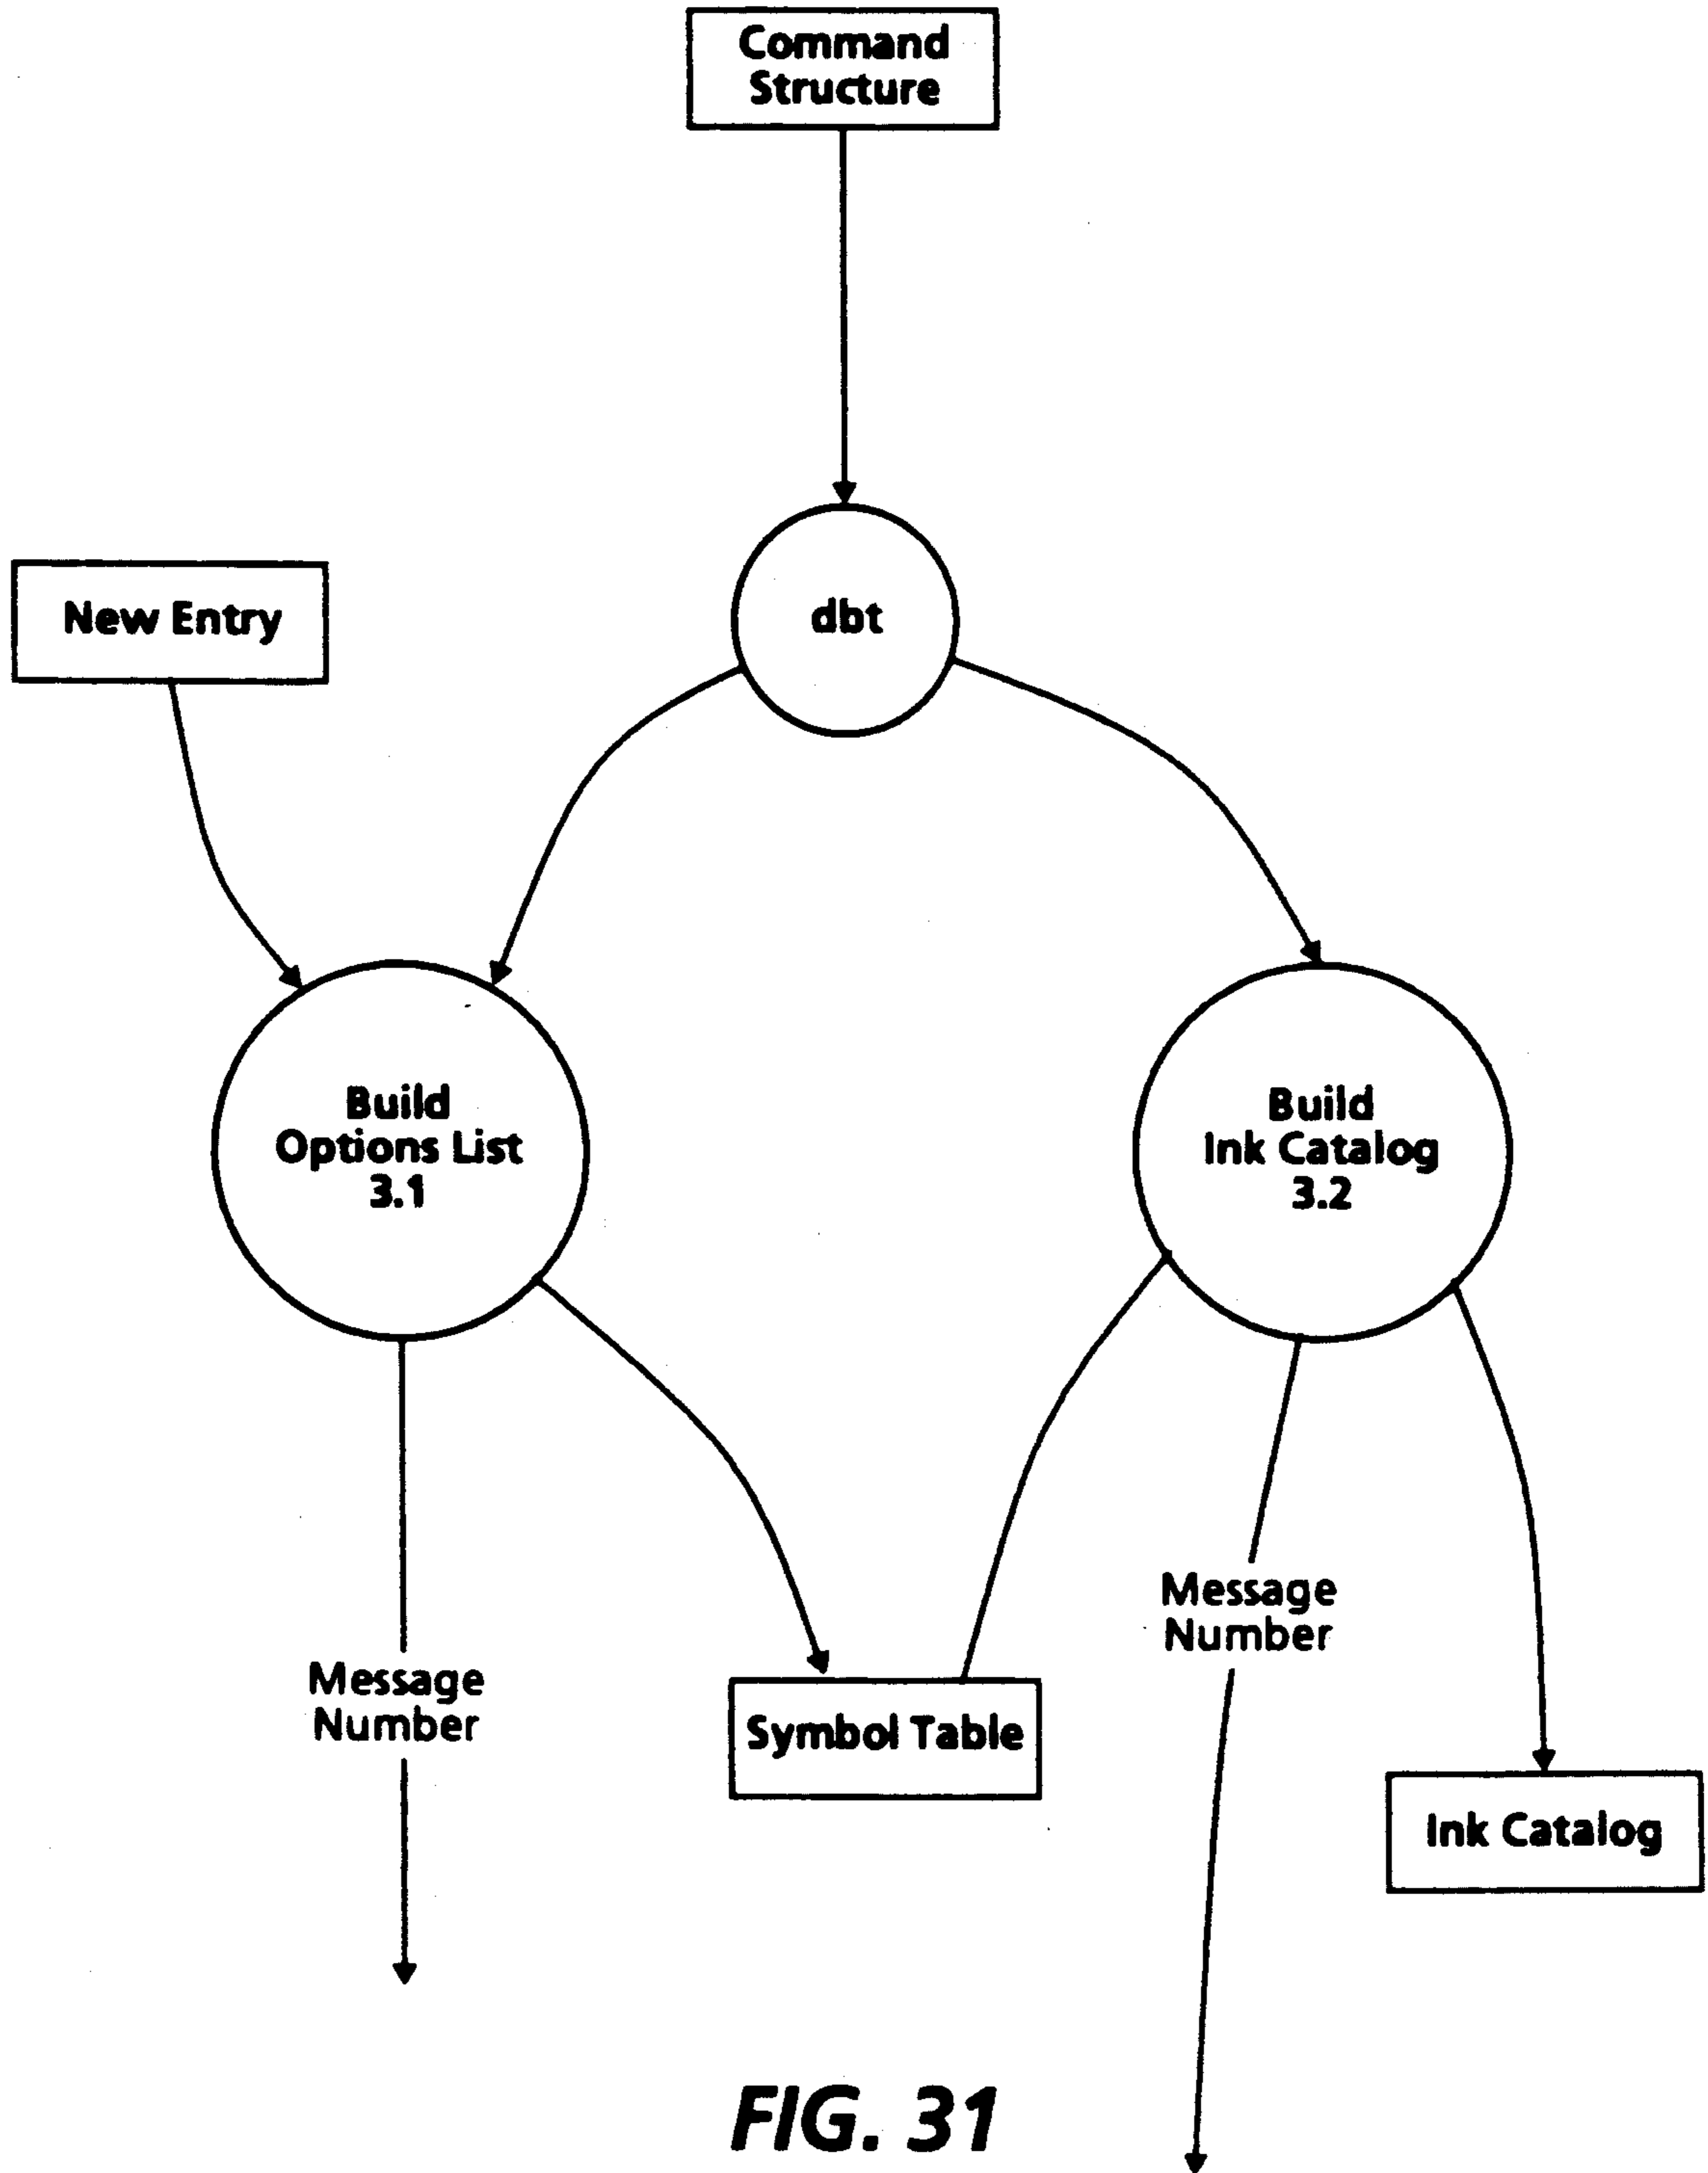 Command
Structure
dbt
New Entry
Build
Options List
3.1
Build
Ink Catalog
3.2
Message
Number
Message
Number
Symbol Table
Ink Catalog
FIG. 31